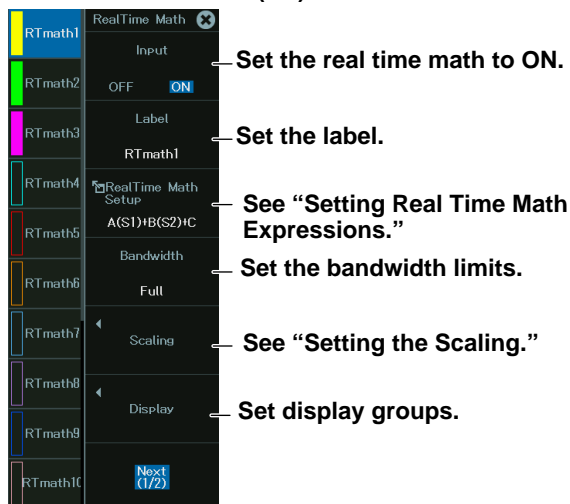 RTmath1
RTmath2
RTmath3
RTmath4
RTmath5
RTmath6
RTmath7
RTmath8
RTmath9
RTmath10
RealTime Math
Input
OFF ON
Label
RTmath1
RealTime Math
Setup
A(S1)+B(S2)+C
Bandwidth
Full
Scaling
Display
Next
(1/2)
Set the real time math to ON.
Set the label.
See “Setting Real Time Math
Expressions.”
Set the bandwidth limits.
See “Setting the Scaling.”
Set display groups.